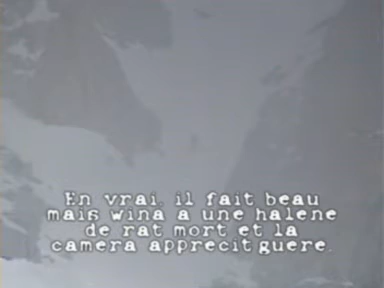 En vrai, il fait beau
mais wina a une halene
de rat mort et la
camera apprecit guere.